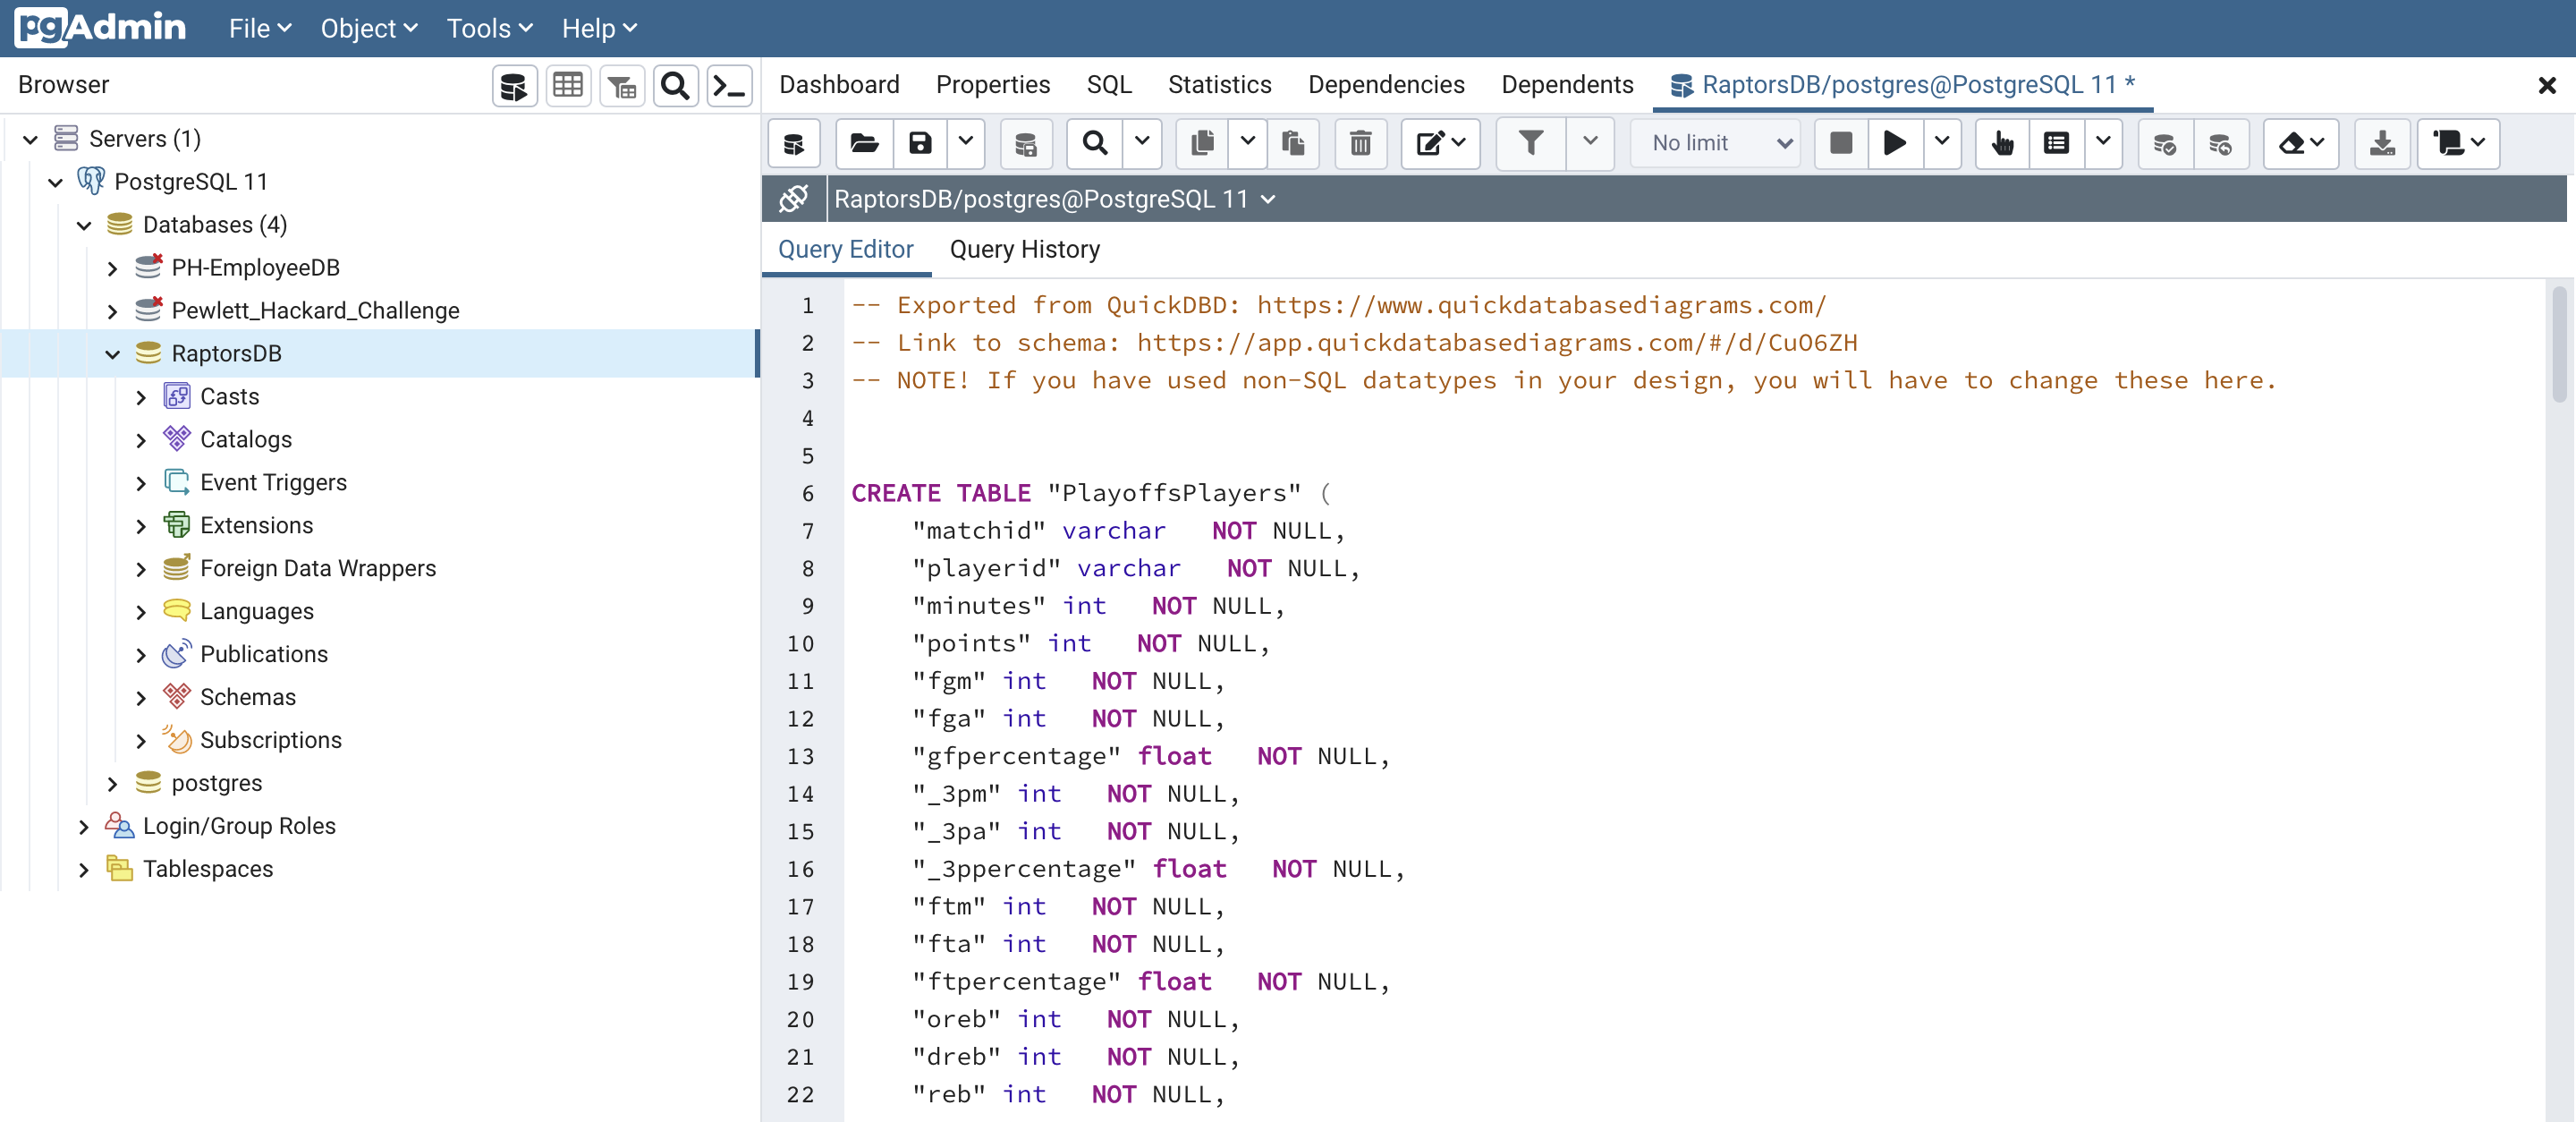 pgAdmin File Object Tools Help
Browser
Dashboard Properties SQL Statistics Dependencies Dependents RaptorsDB/postgres@PostgreSQL 11 *
Servers (1)
PostgreSQL 11
Databases (4)
PH-EmployeeDB
Pewlett_Hackard_Challenge
RaptorsDB
Casts
Catalogs
Event Triggers
Extensions
Foreign Data Wrappers
Languages
Publications
Schemas
Subscriptions
postgres
Login/Group Roles
Tablespaces
No limit
RaptorsDB/postgres@PostgreSQL 11
Query Editor Query History
1 -- Exported from QuickDBD: https://www.quickdatabasediagrams.com/
2 -- Link to schema: https://app.quickdatabasediagrams.com/#/d/CuO6ZH
3 -- NOTE! If you have used non-SQL datatypes in your design, you will have to change these here.
4
5
6 CREATE TABLE "PlayoffsPlayers" (
7 "matchid" varchar NOT NULL,
8 "playerid" varchar NOT NULL,
9 "minutes" int NOT NULL,
10 "points" int NOT NULL,
11 "fgm" int NOT NULL,
12 "fga" int NOT NULL,
13 "gfpercentage" float NOT NULL,
14 "_3pm" int NOT NULL,
15 "_3pa" int NOT NULL,
16 "_3ppercentage" float NOT NULL,
17 "ftm" int NOT NULL,
18 "fta" int NOT NULL,
19 "ftpercentage" float NOT NULL,
20 "oreb" int NOT NULL,
21 "dreb" int NOT NULL,
22 "reb" int NOT NULL,